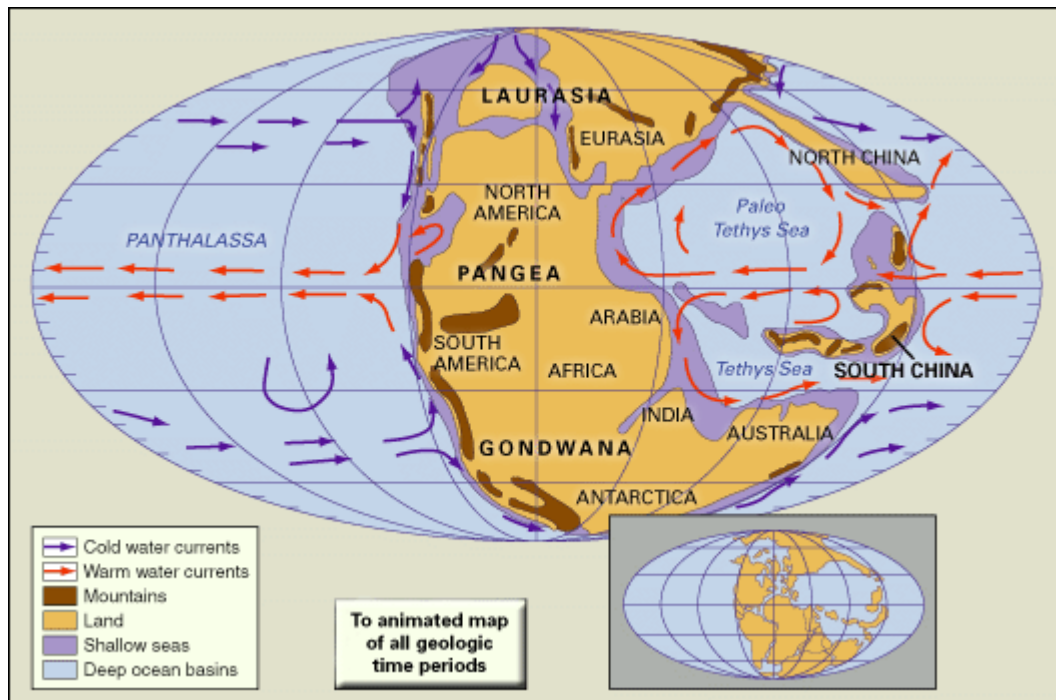 LAURASIA
EURASIA
NORTH CHINA
NORTH
AMERICA
Paleo
Tethys Sea
PANTHALASSA
PANGEA
ARABIA
SOUTH
AMERICA
AFRICA
Tethys Sea
SOUTH CHINA
INDIA
AUSTRALIA
GONDWANA
ANTARCTICA
Cold water currents
Warm water currents
Mountains
Land
Shallow seas
Deep ocean basins
To animated map
of all geologic
time periods